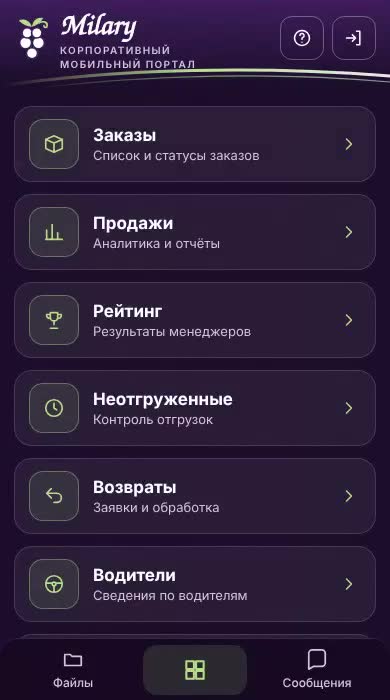 Milary
КОРПОРАТИВНЫЙ
МОБИЛЬНЫЙ ПОРТАЛ
Заказы
Список и статусы заказов
Продажи
Аналитика и отчёты
Рейтинг
Результаты менеджеров
Неотгруженные
Контроль отгрузок
Возвраты
Заявки и обработка
Водители
Сведения по водителям
Файлы
Сообщения